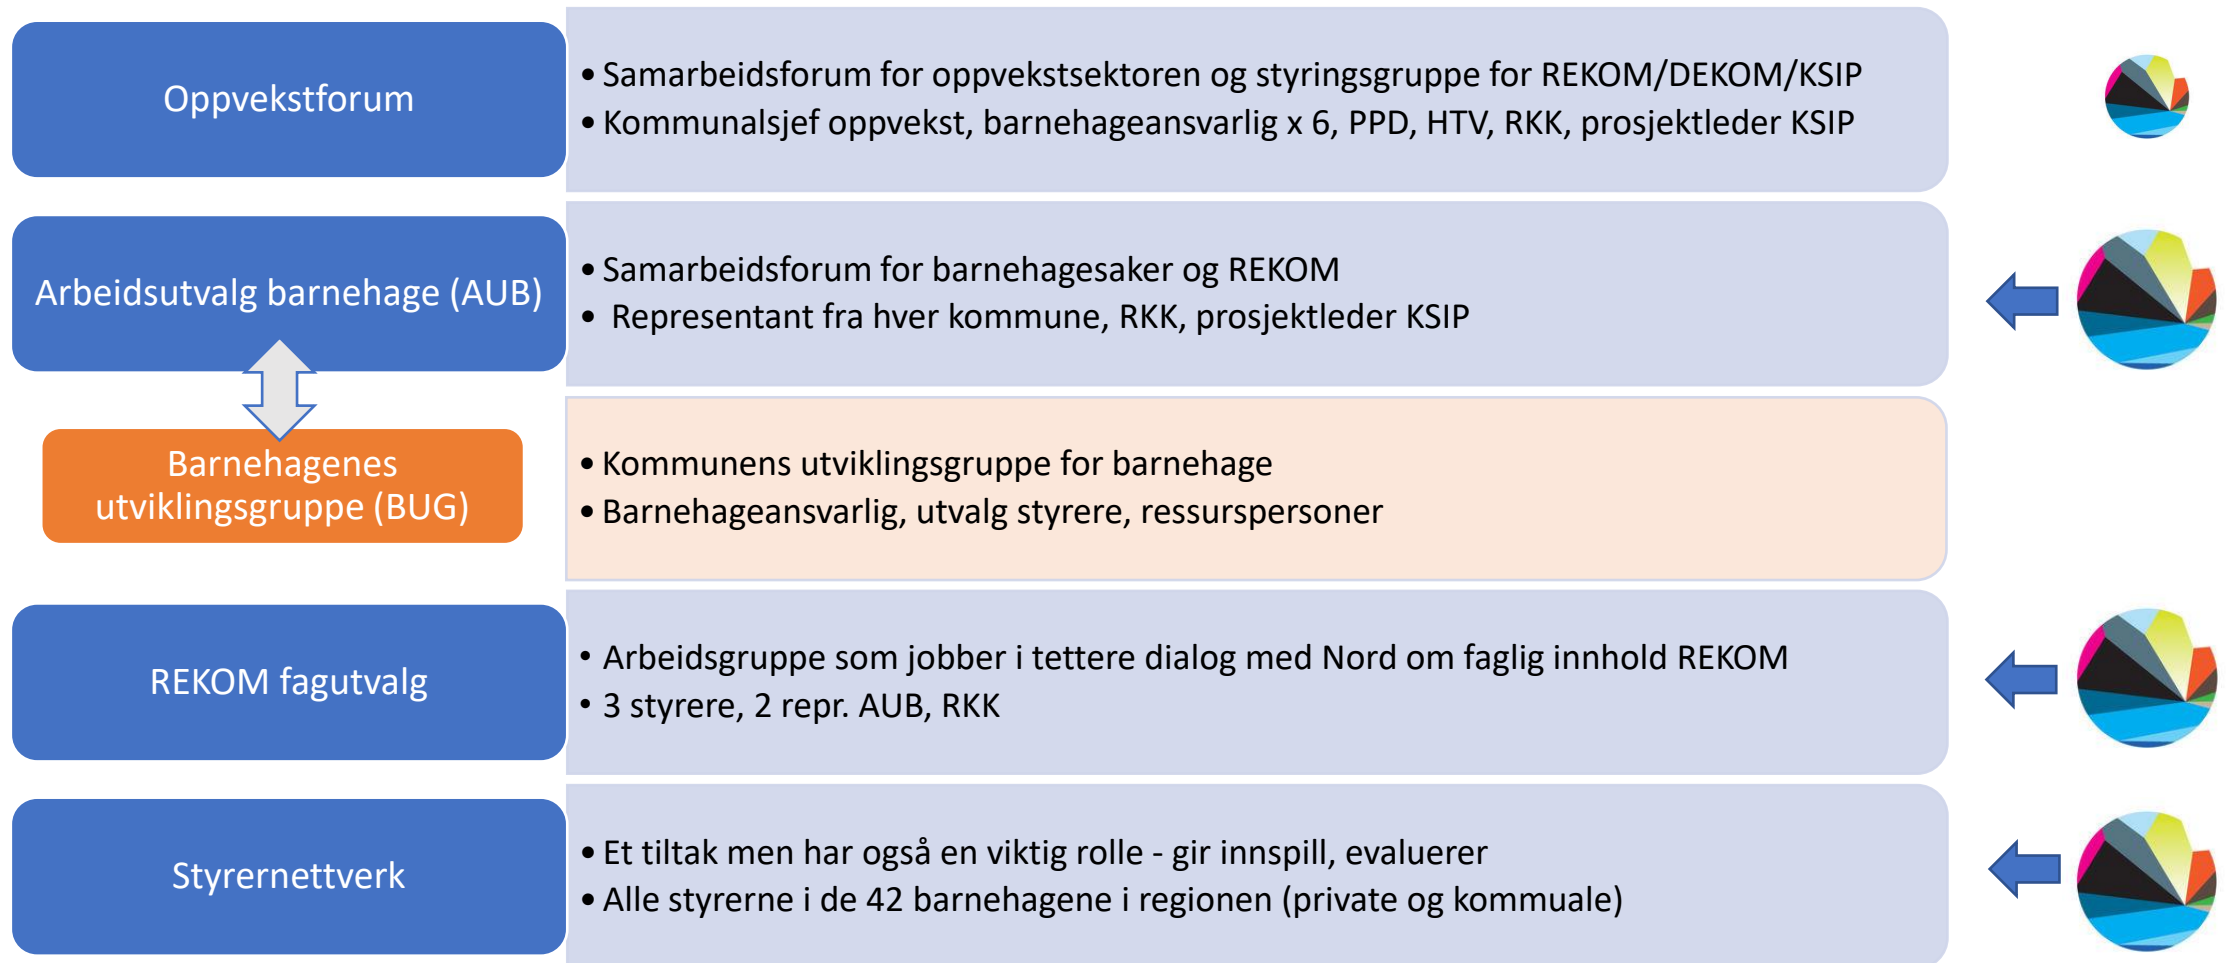 Oppvekstforum
• Samarbeidsforum for oppvekstsektoren og styringsgruppe for REKOM/DEKOM/KSIP
• Kommunalsjef oppvekst, barnehageansvarlig x 6, PPD, HTV, RKK, prosjektleder KSIP
Arbeidsutvalg barnehage (AUB)
• Samarbeidsforum for barnehagesaker og REKOM
• Representant fra hver kommune, RKK, prosjektleder KSIP
Barnehagenes
utviklingsgruppe (BUG)
• Kommunens utviklingsgruppe for barnehage
• Barnehageansvarlig, utvalg styrere, ressurspersoner
REKOM fagutvalg
• Arbeidsgruppe som jobber i tettere dialog med Nord om faglig innhold REKOM
• 3 styrere, 2 repr. AUB, RKK
Styrernettverk
• Et tiltak men har også en viktig rolle - gir innspill, evaluerer
• Alle styrerne i de 42 barnehagene i regionen (private og kommuale)